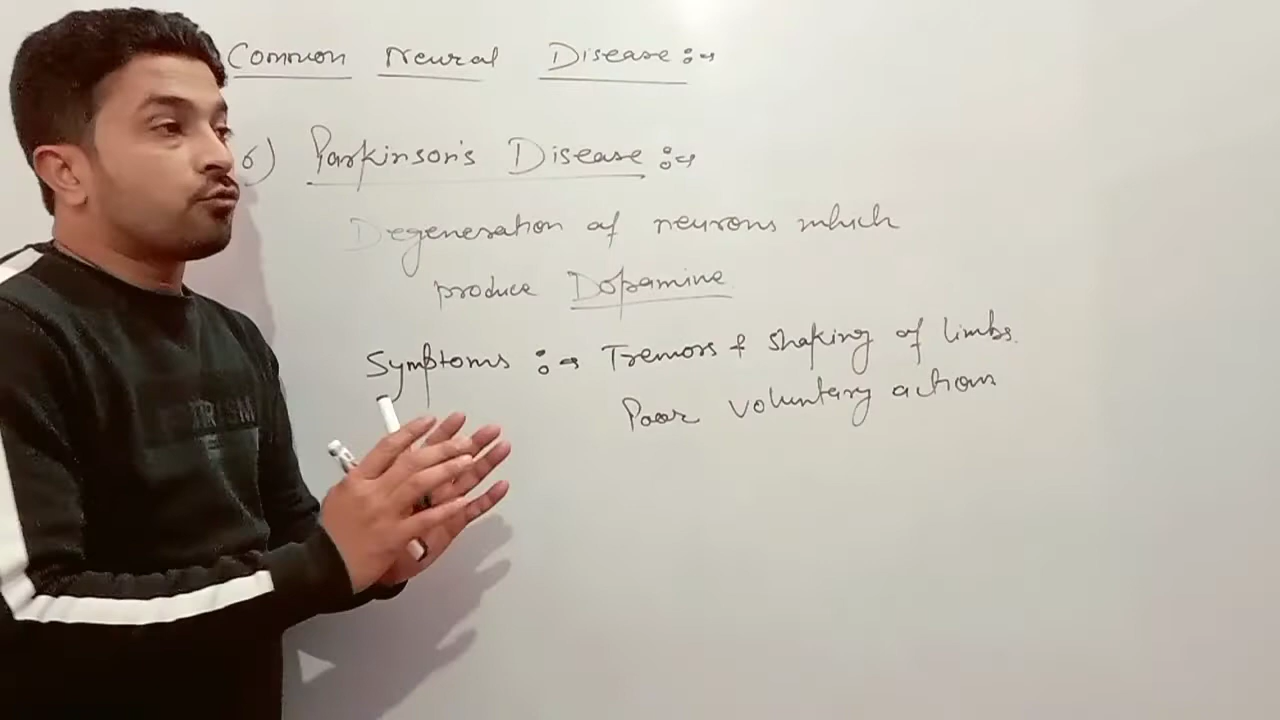 Common Neural Disease :→
6) Parkinson's Disease :→
Degeneration of neurons which
produce Dopamine
Symptoms :→ Tremors & shaking of limbs.
Poor voluntary actions